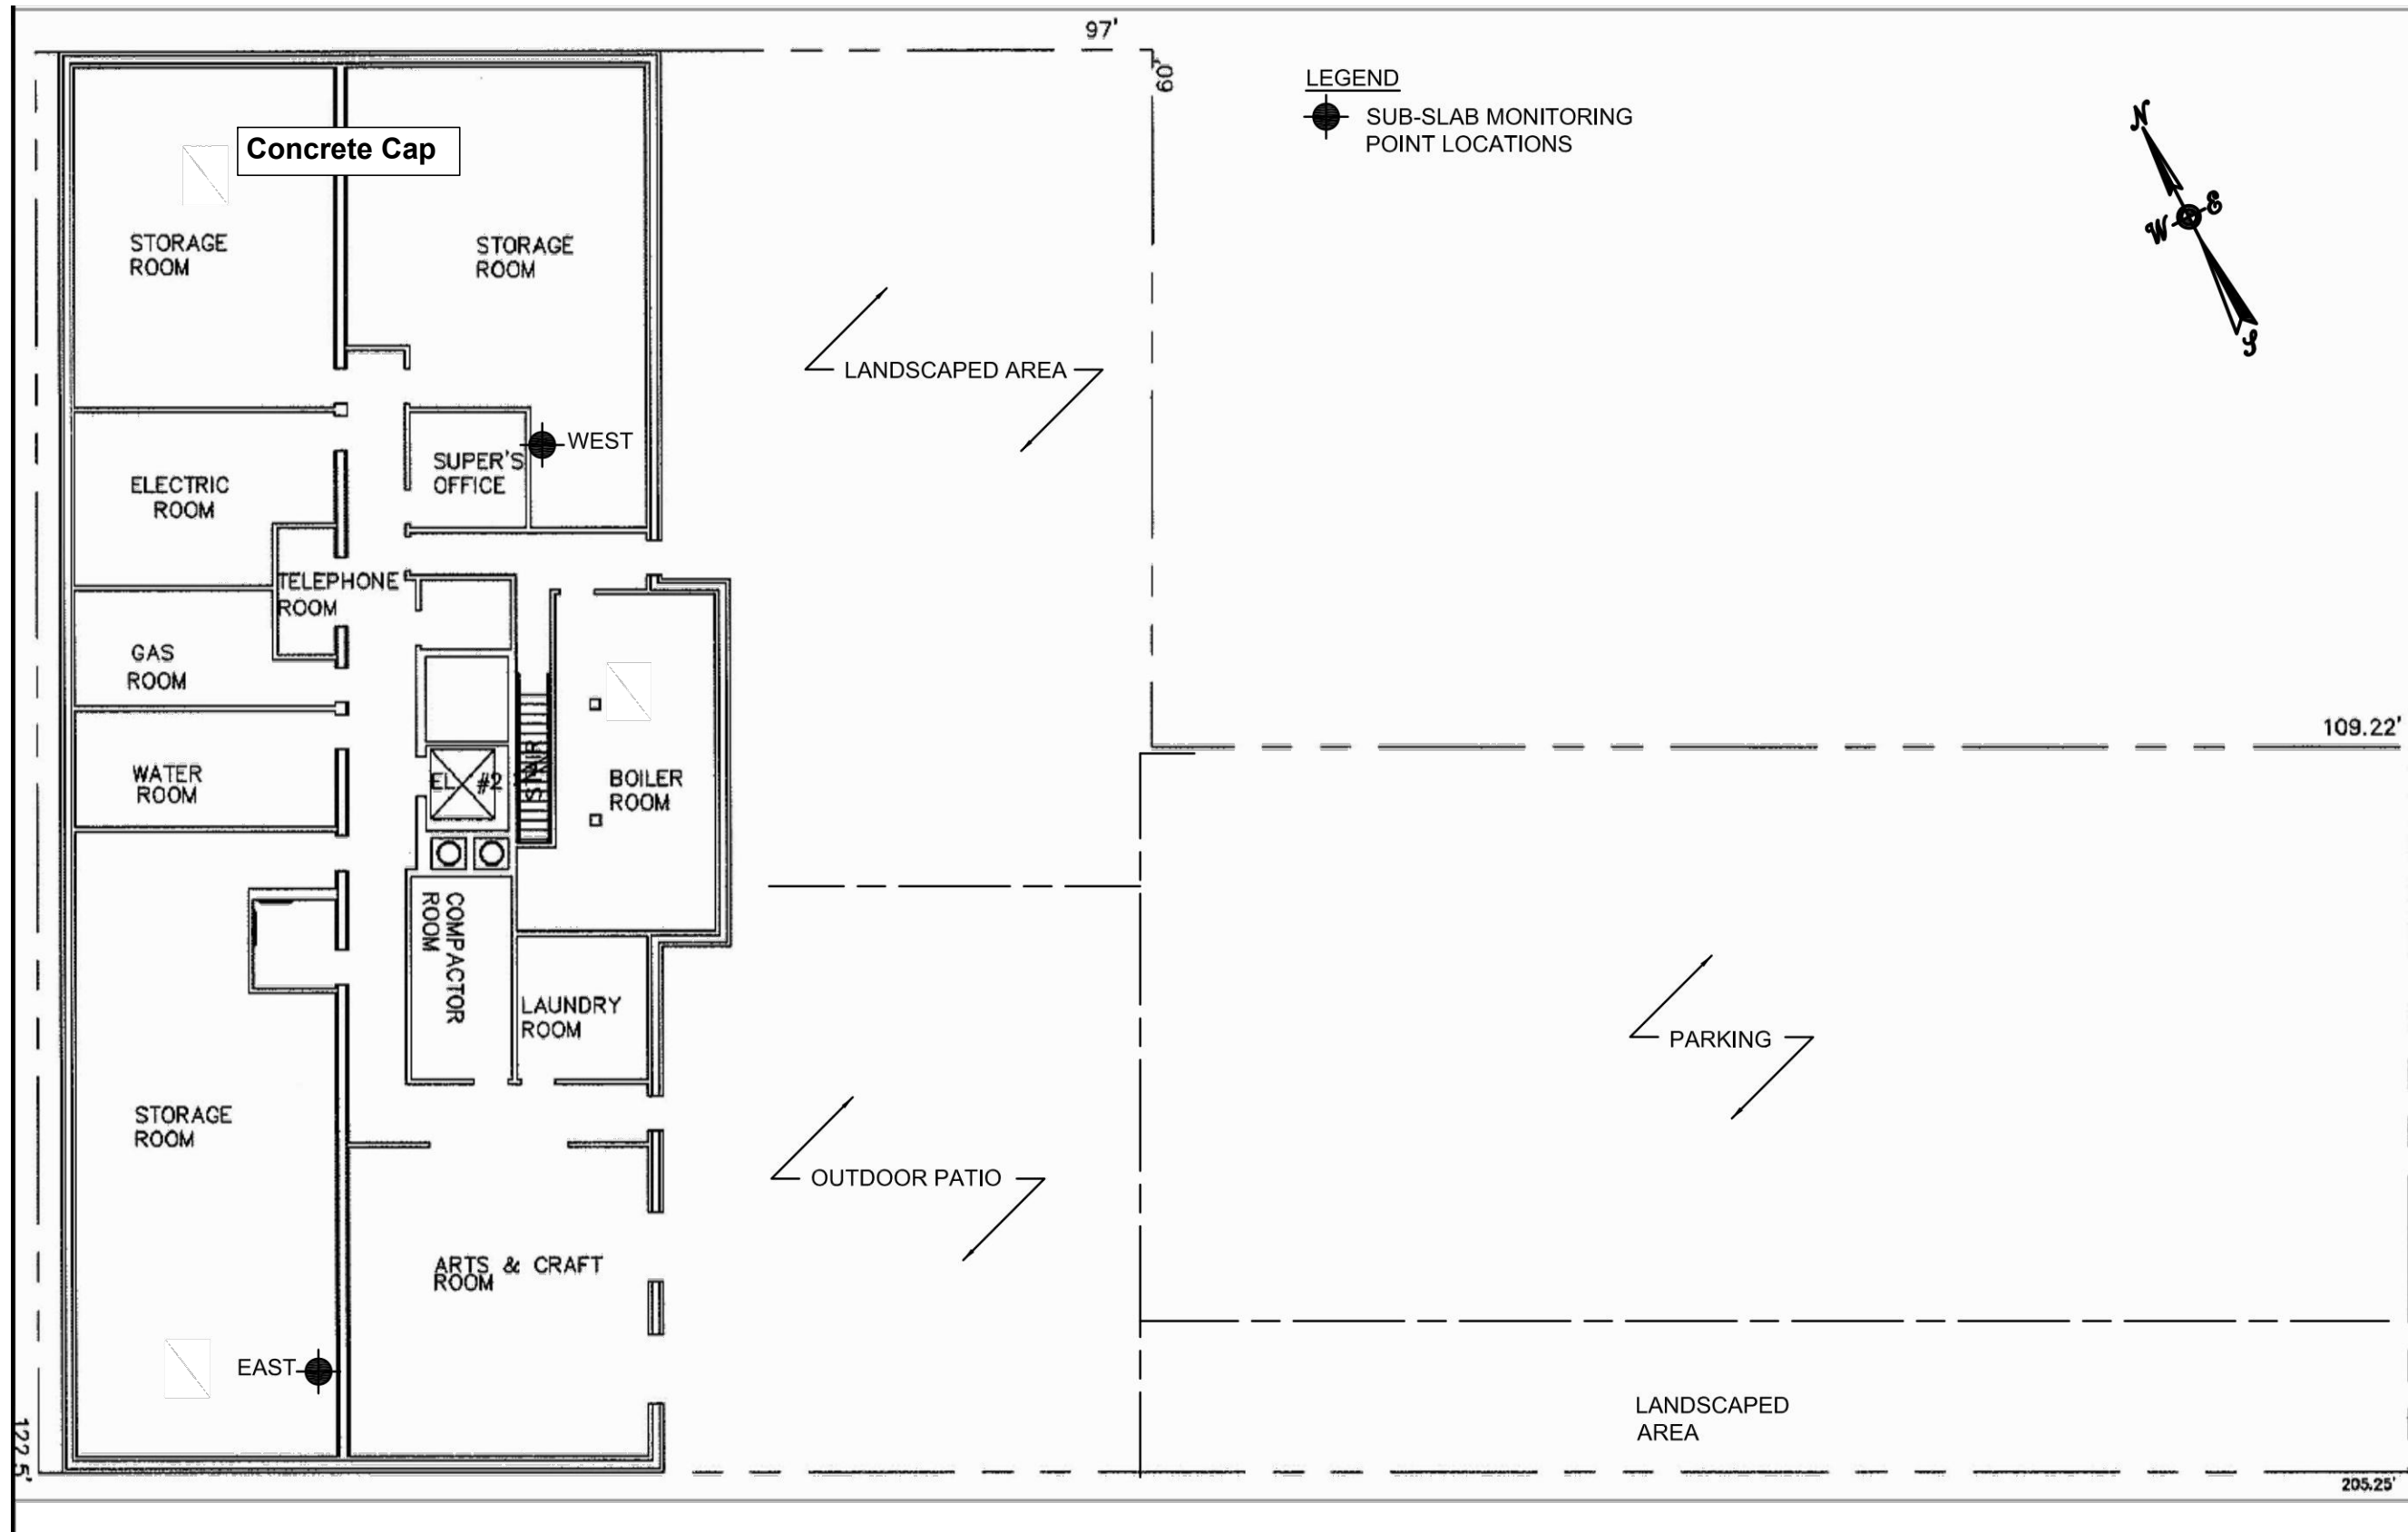 97'
60'
LEGEND
SUB-SLAB MONITORING
POINT LOCATIONS
N
E
W
S
Concrete Cap
STORAGE
ROOM
STORAGE
ROOM
LANDSCAPED AREA
WEST
SUPER'S
OFFICE
ELECTRIC
ROOM
TELEPHONE
ROOM
GAS
ROOM
109.22'
WATER
ROOM
EL #2
STAIR
BOILER
ROOM
COMPACTOR
ROOM
LAUNDRY
ROOM
PARKING
STORAGE
ROOM
OUTDOOR PATIO
ARTS & CRAFT
ROOM
EAST
LANDSCAPED
AREA
122.5'
205.25'